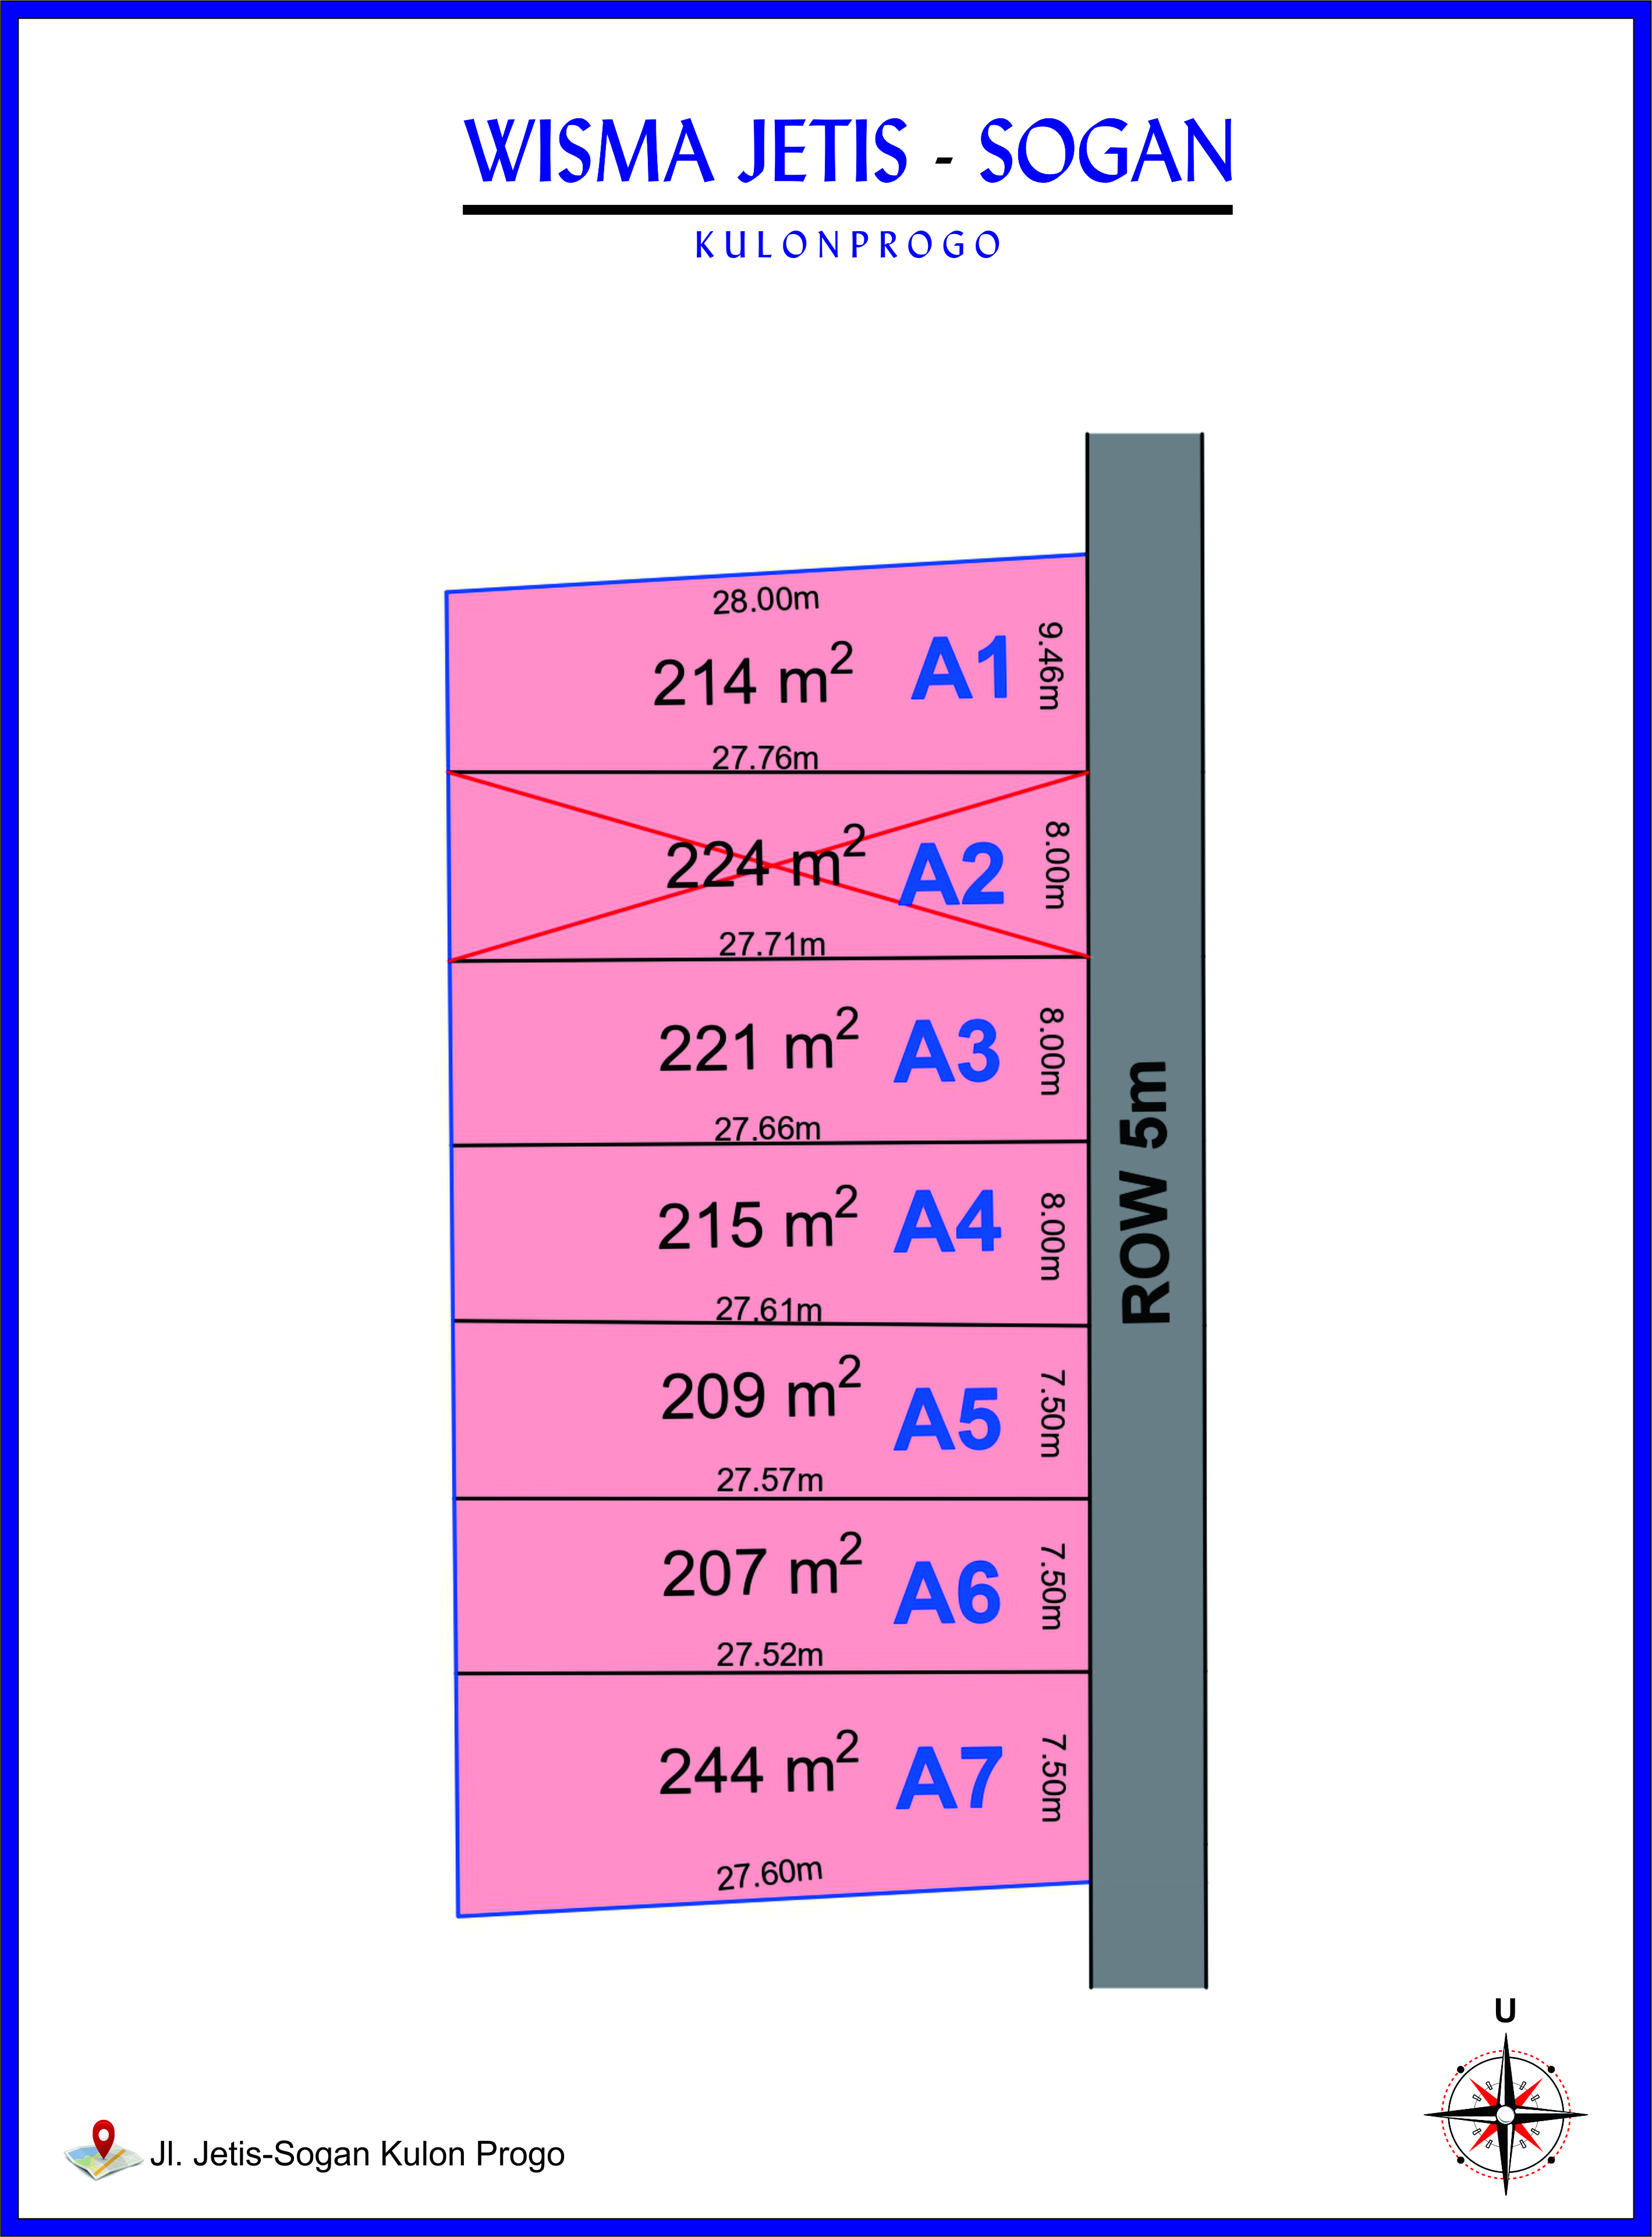 WISMA JETIS - SOGAN
KULONPROGO
28.00m
214 m²
A1
9.46m
27.76m
224 m²
A2
8.00m
27.71m
221 m²
A3
8.00m
27.66m
215 m²
A4
8.00m
27.61m
209 m²
A5
7.50m
27.57m
207 m²
A6
7.50m
27.52m
244 m²
A7
7.50m
27.60m
ROW 5m
U
Jl. Jetis-Sogan Kulon Progo